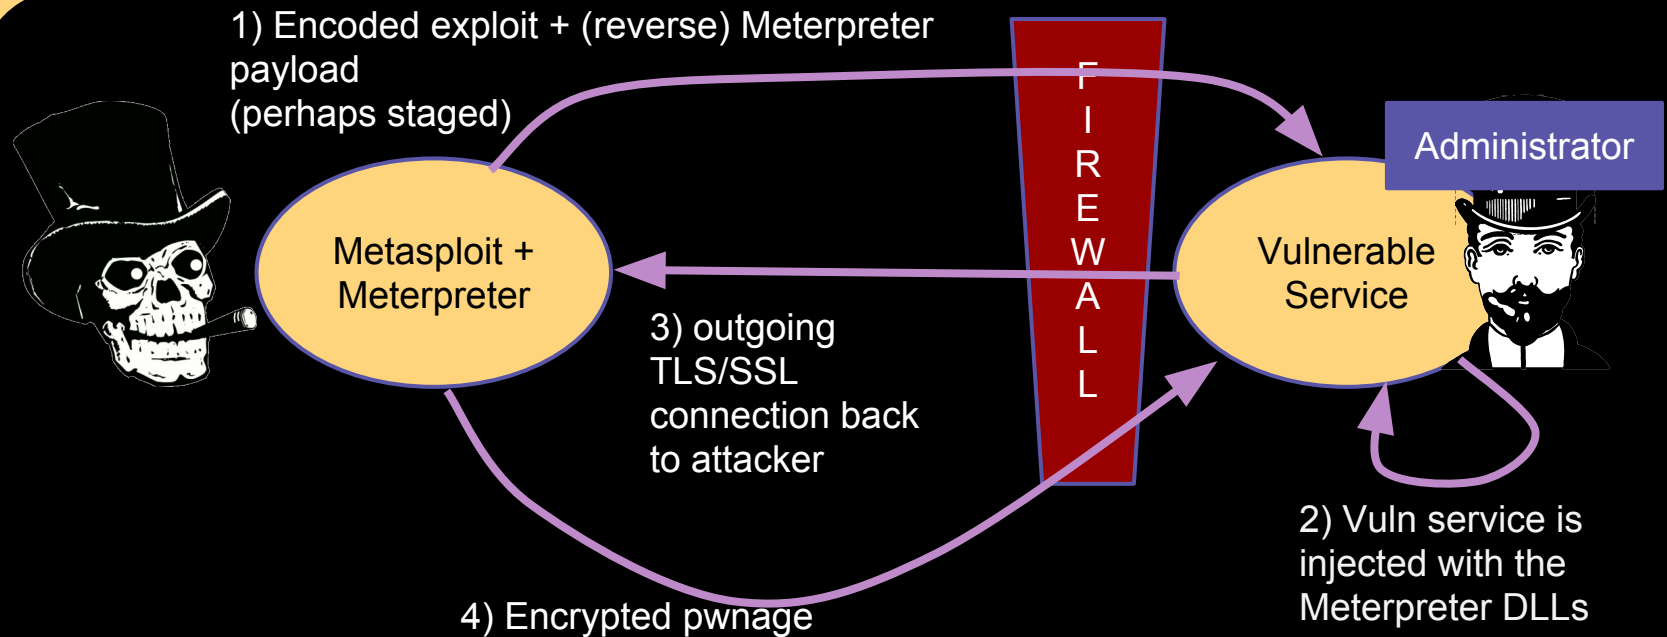 1) Encoded exploit + (reverse) Meterpreter
payload
(perhaps staged)
F
I
R
E
W
A
L
L
Administrator
Metasploit +
Meterpreter
Vulnerable
Service
3) outgoing
TLS/SSL
connection back
to attacker
2) Vuln service is
injected with the
Meterpreter DLLs
4) Encrypted pwnage